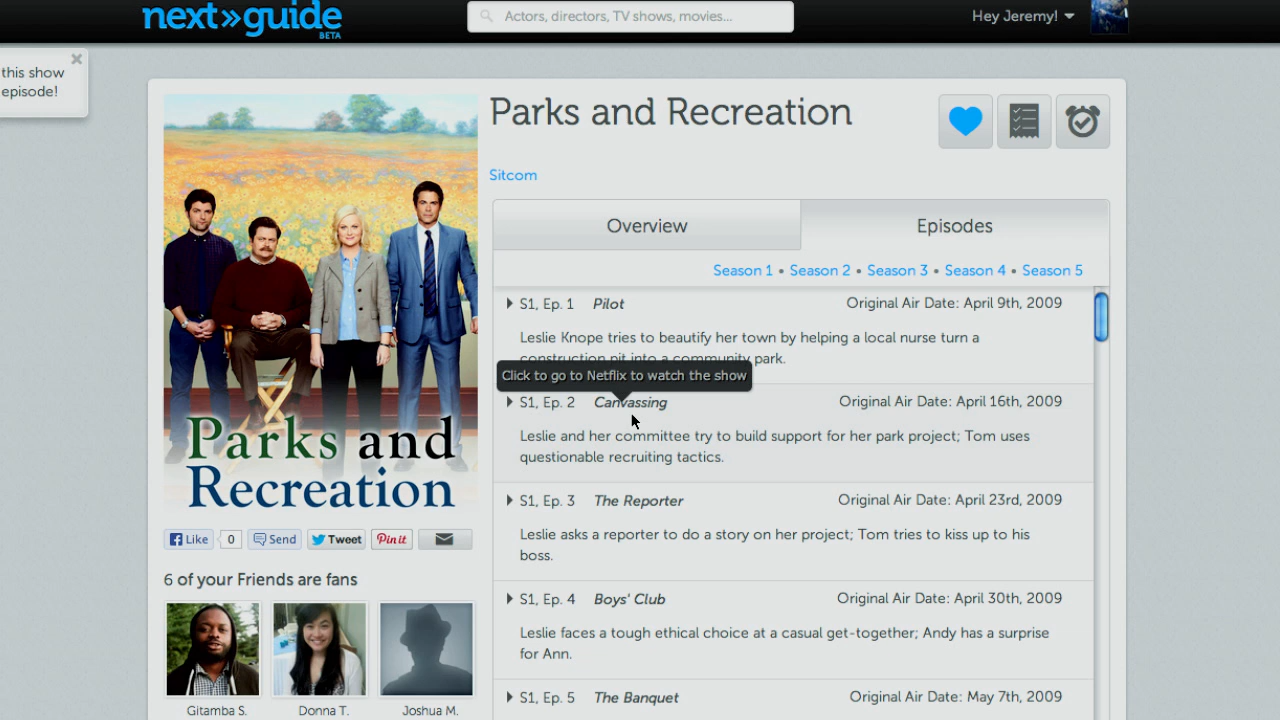 next»guide
BETA
Actors, directors, TV shows, movies...
Hey Jeremy!
this show
episode!
Parks and Recreation
Sitcom
Overview
Episodes
Season 1 • Season 2 • Season 3 • Season 4 • Season 5
S1, Ep. 1 Pilot Original Air Date: April 9th, 2009
Leslie Knope tries to beautify her town by helping a local nurse turn a
construction pit into a community park.
Click to go to Netflix to watch the show
S1, Ep. 2 Canvassing Original Air Date: April 16th, 2009
Leslie and her committee try to build support for her park project; Tom uses
questionable recruiting tactics.
S1, Ep. 3 The Reporter Original Air Date: April 23rd, 2009
Leslie asks a reporter to do a story on her project; Tom tries to kiss up to his
boss.
S1, Ep. 4 Boys' Club Original Air Date: April 30th, 2009
Leslie faces a tough ethical choice at a casual get-together; Andy has a surprise
for Ann.
S1, Ep. 5 The Banquet Original Air Date: May 7th, 2009
Parks and
Recreation
Like 0 Send Tweet Pin it
6 of your Friends are fans
Gitamba S. Donna T. Joshua M.